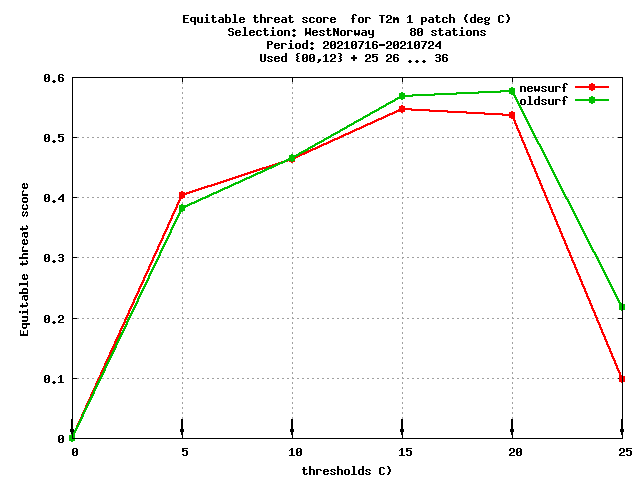 Equitable threat score for T2m 1 patch (deg C)
Selection: WestNorway 80 stations
Period: 20210716-20210724
Used {00,12} + 25 26 ... 36
newsurf
oldsurf
Equitable threat score
0.6
0.5
0.4
0.3
0.2
0.1
0
0 5 10 15 20 25
thresholds C)